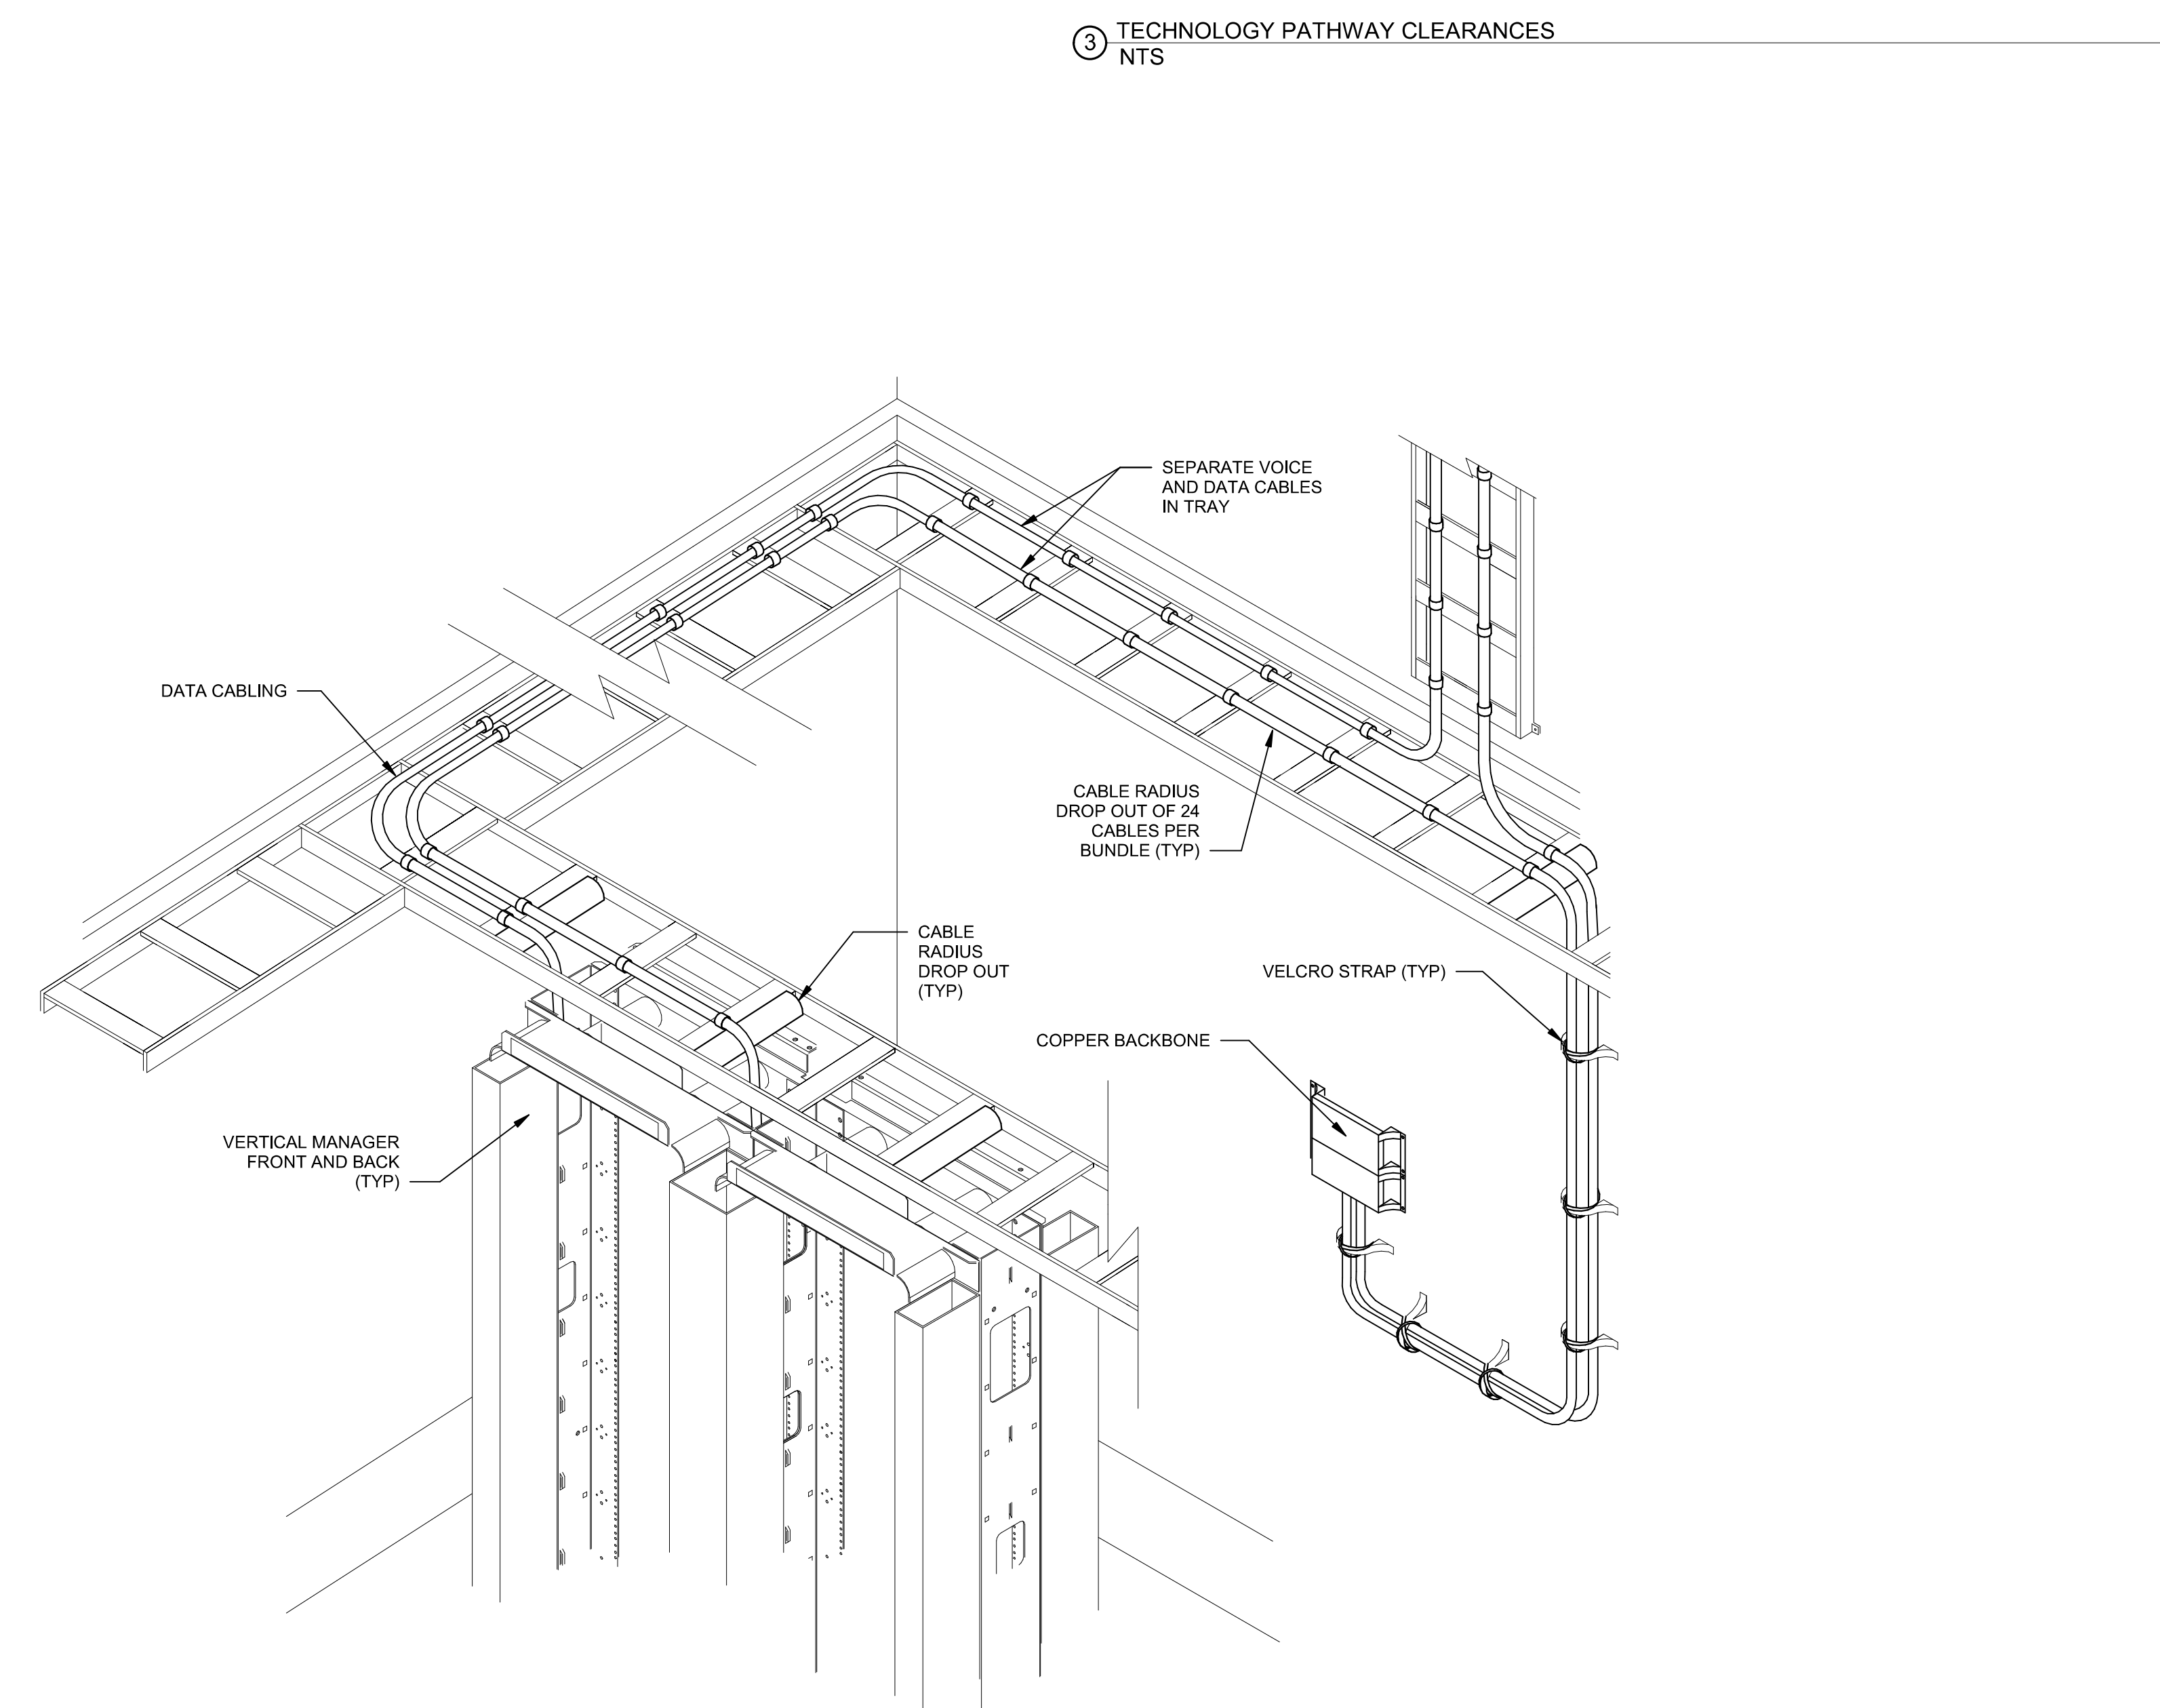 3
TECHNOLOGY PATHWAY CLEARANCES
NTS
SEPARATE VOICE
AND DATA CABLES
IN TRAY
DATA CABLING
CABLE RADIUS
DROP OUT OF 24
CABLES PER
BUNDLE (TYP)
CABLE
RADIUS
DROP OUT
(TYP)
VELCRO STRAP (TYP)
COPPER BACKBONE
VERTICAL MANAGER
FRONT AND BACK
(TYP)